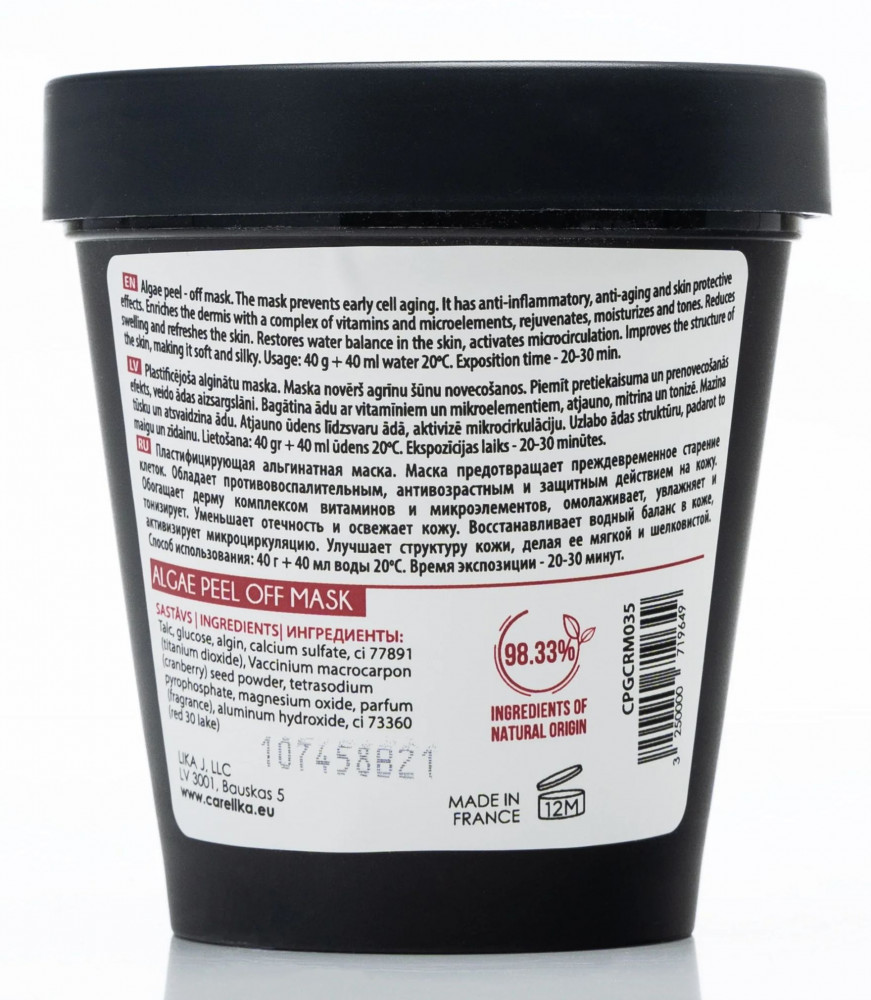 EN Algae peel - off mask. The mask prevents early cell aging. It has anti-inflammatory, anti-aging and skin protective
effects. Enriches the dermis with a complex of vitamins and microelements, rejuvenates, moisturizes and tones. Reduces
swelling and refreshes the skin. Restores water balance in the skin, activates microcirculation. Improves the structure of
the skin, making it soft and silky. Usage: 40 g + 40 ml water 20°C. Exposition time - 20-30 min.
LV Plastificējoša alginātu maska. Maska novērš agrīnu šūnu novecošanos. Piemīt pretiekaisuma un prenovecošanās
efekts, veido ādas aizsargslāni. Bagātina ādu ar vitamīniem un mikroelementiem, atjauno, mitrina un tonizē. Mazina
tūsku un atsvaidzina ādu. Atjauno ūdens līdzsvaru ādā, aktivizē mikrocirkulāciju. Uzlabo ādas struktūru, padarot to
maigu un zīdainu. Lietošana: 40 gr + 40 ml ūdens 20°C. Ekspozīcijas laiks - 20-30 minūtes.
RU Пластифицирующая альгинатная маска. Маска предотвращает преждевременное старение
клеток. Обладает противовоспалительным, антивозрастным и защитным действием на кожу.
Обогащает дерму комплексом витаминов и микроэлементов, омолаживает, увлажняет и
тонизирует. Уменьшает отечность и освежает кожу. Восстанавливает водный баланс в коже,
активизирует микроциркуляцию. Улучшает структуру кожи, делая ее мягкой и шелковистой.
Способ использования: 40 г + 40 мл воды 20°C. Время экспозиции - 20-30 минут.
ALGAE PEEL OFF MASK
SASTĀVS | INGREDIENTS| ИНГРЕДИЕНТЫ:
Talc, glucose, algin, calcium sulfate, ci 77891
(titanium dioxide), Vaccinium macrocarpon
(cranberry) seed powder, tetrasodium
pyrophosphate, magnesium oxide, parfum
(fragrance), aluminum hydroxide, ci 73360
(red 30 lake)
107458B21
LIKA J, LLC
LV 3001, Bauskas 5
www.carelika.eu
98.33%
INGREDIENTS OF
NATURAL ORIGIN
MADE IN
FRANCE
12M
CPGCRM035
3 250000 719649